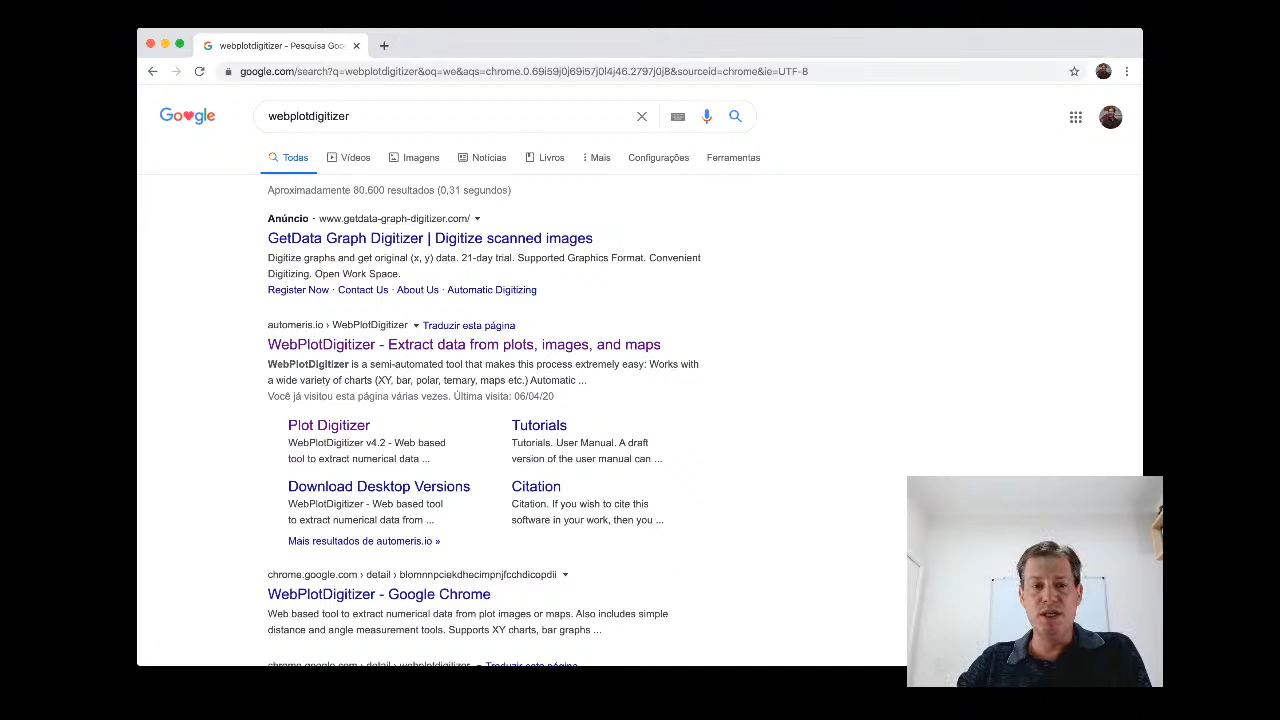 webplotdigitizer - Pesquisa Goo
google.com/search?q=webplotdigitizer&oq=we&aqs=chrome.0.69i59j0j69i57j0l4j46.2797j0j8&sourceid=chrome&ie=UTF-8
Google
webplotdigitizer
Todas Vídeos Imagens Notícias Livros Mais Configurações Ferramentas
Aproximadamente 80.600 resultados (0,31 segundos)
Anúncio · www.getdata-graph-digitizer.com/
GetData Graph Digitizer | Digitize scanned images
Digitize graphs and get original (x, y) data. 21-day trial. Supported Graphics Format. Convenient
Digitizing. Open Work Space.
Register Now · Contact Us · About Us · Automatic Digitizing
automeris.io › WebPlotDigitizer Traduzir esta página
WebPlotDigitizer - Extract data from plots, images, and maps
WebPlotDigitizer is a semi-automated tool that makes this process extremely easy: Works with
a wide variety of charts (XY, bar, polar, ternary, maps etc.) Automatic ...
Você já visitou esta página várias vezes. Última visita: 06/04/20
Plot Digitizer
WebPlotDigitizer v4.2 - Web based
tool to extract numerical data ...
Tutorials
Tutorials. User Manual. A draft
version of the user manual can ...
Download Desktop Versions
WebPlotDigitizer - Web based tool
to extract numerical data from ...
Citation
Citation. If you wish to cite this
software in your work, then you ...
Mais resultados de automeris.io »
chrome.google.com › detail › blomnnpciekdhecimpnjfcchdicopdii
WebPlotDigitizer - Google Chrome
Web based tool to extract numerical data from plot images or maps. Also includes simple
distance and angle measurement tools. Supports XY charts, bar graphs ...
chrome.google.com › detail › webplotdigitizer Traduzir esta página